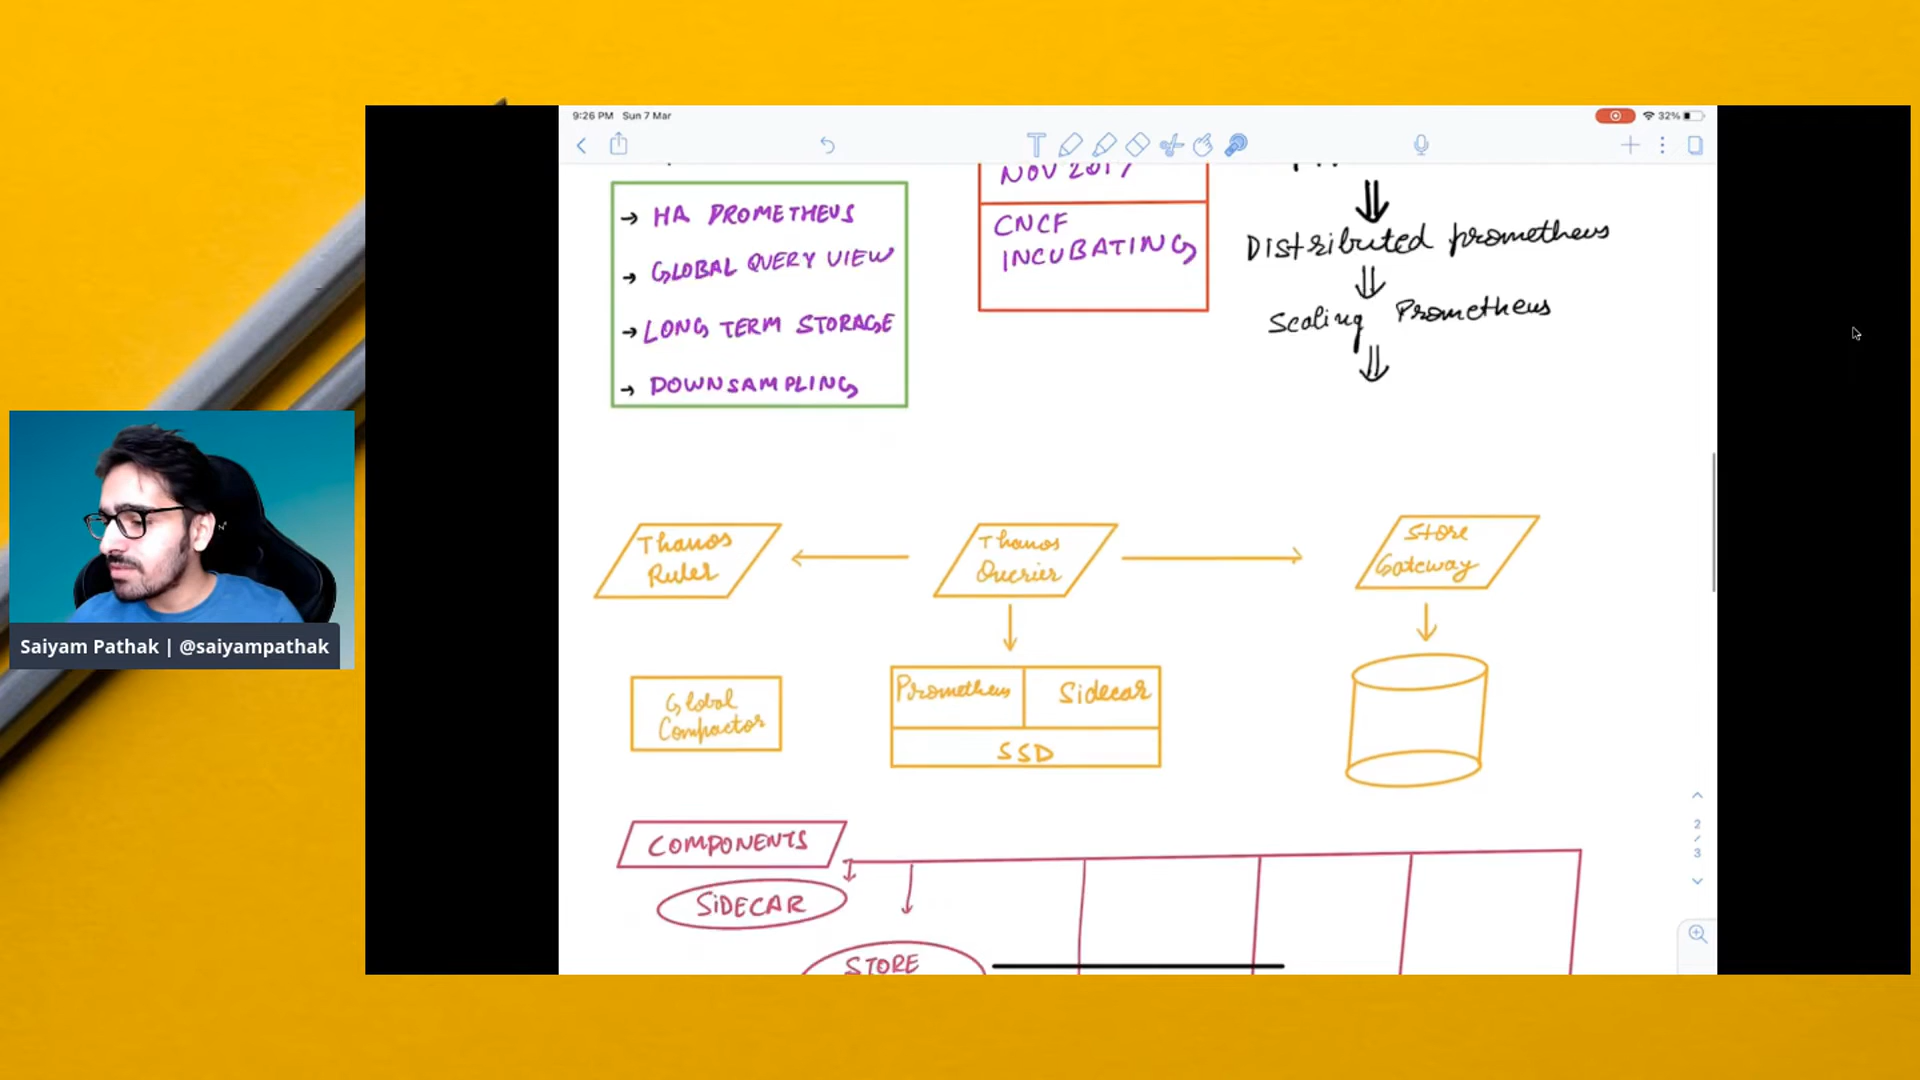 9:26 PM Sun 7 Mar
32%
→ HA PROMETHEUS
→ GLOBAL QUERY VIEW
→ LONG TERM STORAGE
→ DOWNSAMPLING
NOV 2017
CNCF
INCUBATING
Distributed prometheus
Scaling Prometheus
Thanos
Ruler
Thanos
Querier
Store
Gateway
Global
Compactor
Prometheus
Sidecar
SSD
COMPONENTS
SiDECAR
STORE
2
/
3
Saiyam Pathak | @saiyampathak